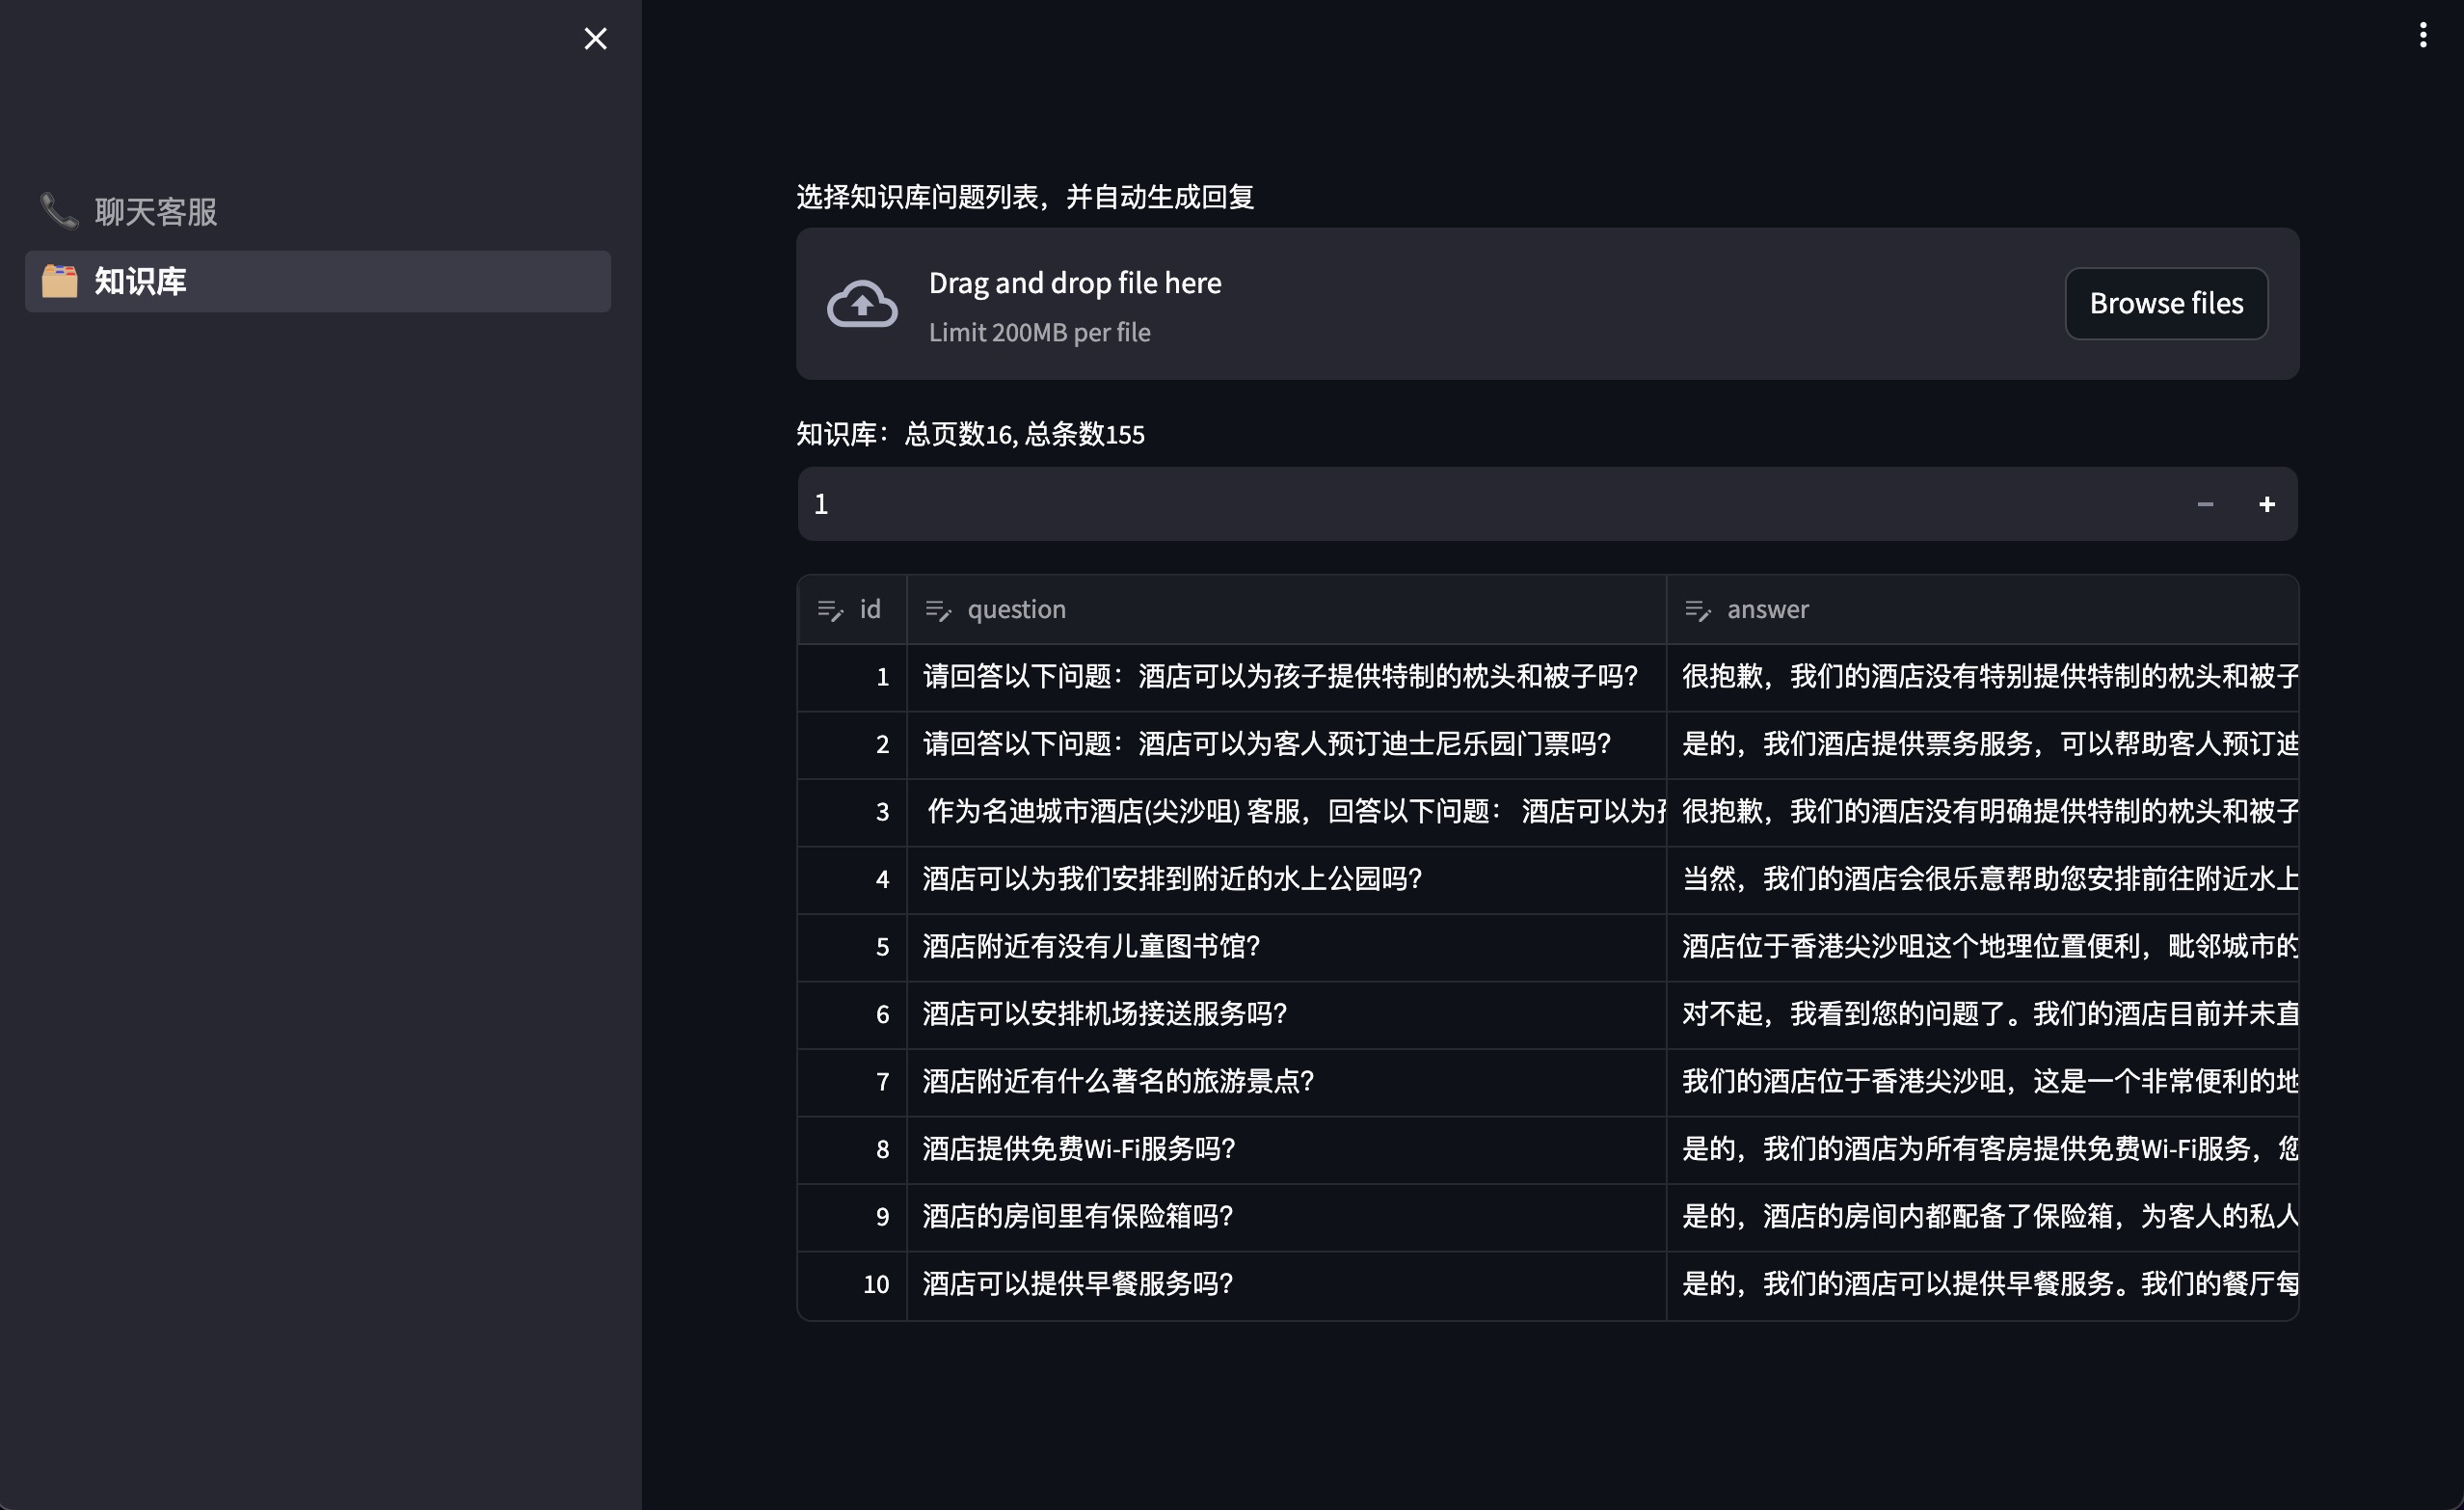 聊天客服
知识库
选择知识库问题列表，并自动生成回复
Drag and drop file here
Limit 200MB per file
Browse files
知识库：总页数16, 总条数155
1
id question answer
1 请回答以下问题：酒店可以为孩子提供特制的枕头和被子吗？ 很抱歉，我们的酒店没有特别提供特制的枕头和被子
2 请回答以下问题：酒店可以为客人预订迪士尼乐园门票吗？ 是的，我们酒店提供票务服务，可以帮助客人预订迪
3 作为名迪城市酒店(尖沙咀) 客服，回答以下问题： 酒店可以为 很抱歉，我们的酒店没有明确提供特制的枕头和被子
4 酒店可以为我们安排到附近的水上公园吗？ 当然，我们的酒店会很乐意帮助您安排前往附近水上
5 酒店附近有没有儿童图书馆？ 酒店位于香港尖沙咀这个地理位置便利，毗邻城市的
6 酒店可以安排机场接送服务吗？ 对不起，我看到您的问题了。我们的酒店目前并未直
7 酒店附近有什么著名的旅游景点？ 我们的酒店位于香港尖沙咀，这是一个非常便利的地
8 酒店提供免费Wi-Fi服务吗？ 是的，我们的酒店为所有客房提供免费Wi-Fi服务，您
9 酒店的房间里有保险箱吗？ 是的，酒店的房间内都配备了保险箱，为客人的私人
10 酒店可以提供早餐服务吗？ 是的，我们的酒店可以提供早餐服务。我们的餐厅每